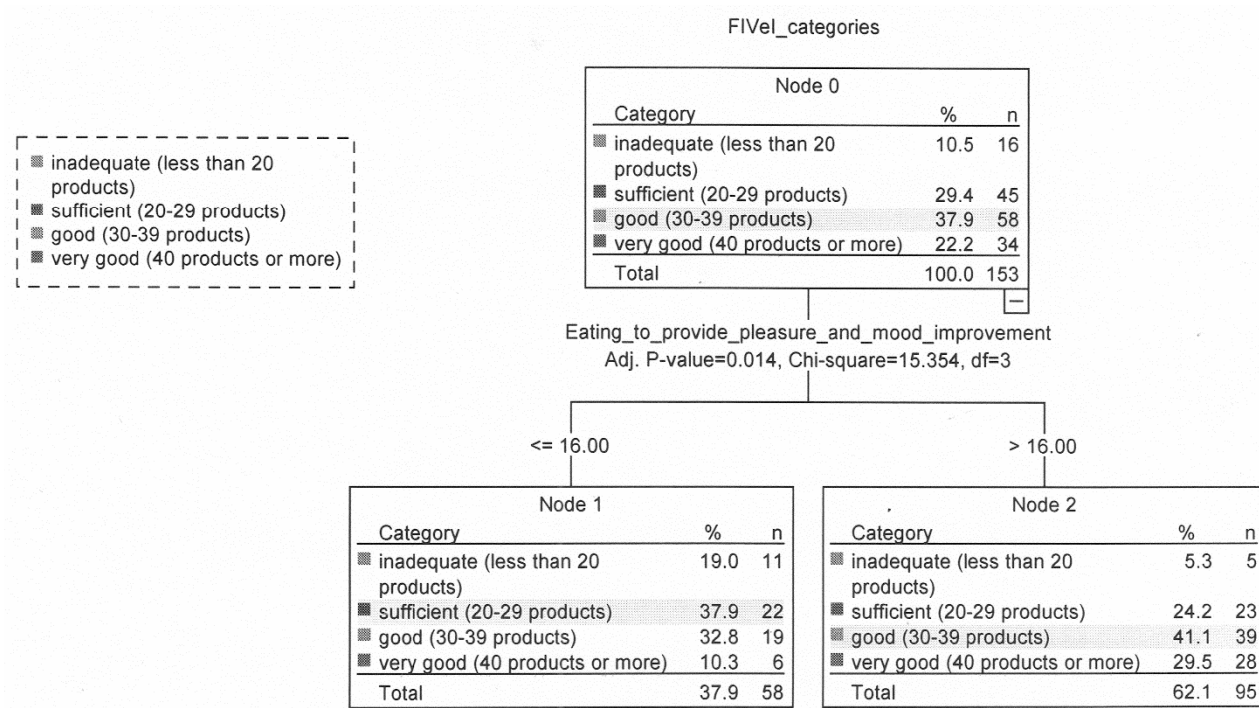 FIVeI_categories
inadequate (less than 20
products)
sufficient (20-29 products)
good (30-39 products)
very good (40 products or more)
Node 0
Category % n
inadequate (less than 20 10.5 16
products)
sufficient (20-29 products) 29.4 45
good (30-39 products) 37.9 58
very good (40 products or more) 22.2 34
Total 100.0 153
Eating_to_provide_pleasure_and_mood_improvement
Adj. P-value=0.014, Chi-square=15.354, df=3
<= 16.00
> 16.00
Node 1
Category % n
inadequate (less than 20 19.0 11
products)
sufficient (20-29 products) 37.9 22
good (30-39 products) 32.8 19
very good (40 products or more) 10.3 6
Total 37.9 58
Node 2
Category % n
inadequate (less than 20 5.3 5
products)
sufficient (20-29 products) 24.2 23
good (30-39 products) 41.1 39
very good (40 products or more) 29.5 28
Total 62.1 95